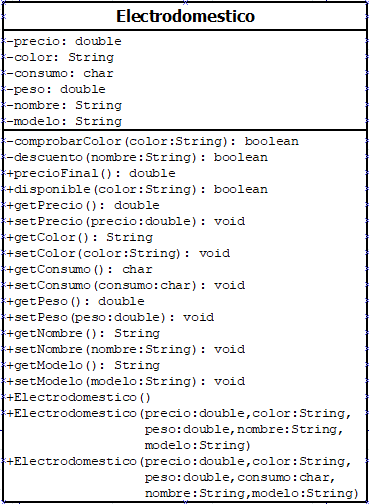 Electrodomestico
-precio: double
-color: String
-consumo: char
-peso: double
-nombre: String
-modelo: String
-comprobarColor(color:String): boolean
-descuento(nombre:String): boolean
+precioFinal(): double
+disponible(color:String): boolean
+getPrecio(): double
+setPrecio(precio:double): void
+getColor(): String
+setColor(color:String): void
+getConsumo(): char
+setConsumo(consumo:char): void
+getPeso(): double
+setPeso(peso:double): void
+getNombre(): String
+setNombre(nombre:String): void
+getModelo(): String
+setModelo(modelo:String): void
+Electrodomestico()
+Electrodomestico(precio:double,color:String,
peso:double,nombre:String,
modelo:String)
+Electrodomestico(precio:double,color:String,
peso:double,consumo:char,
nombre:String,modelo:String)